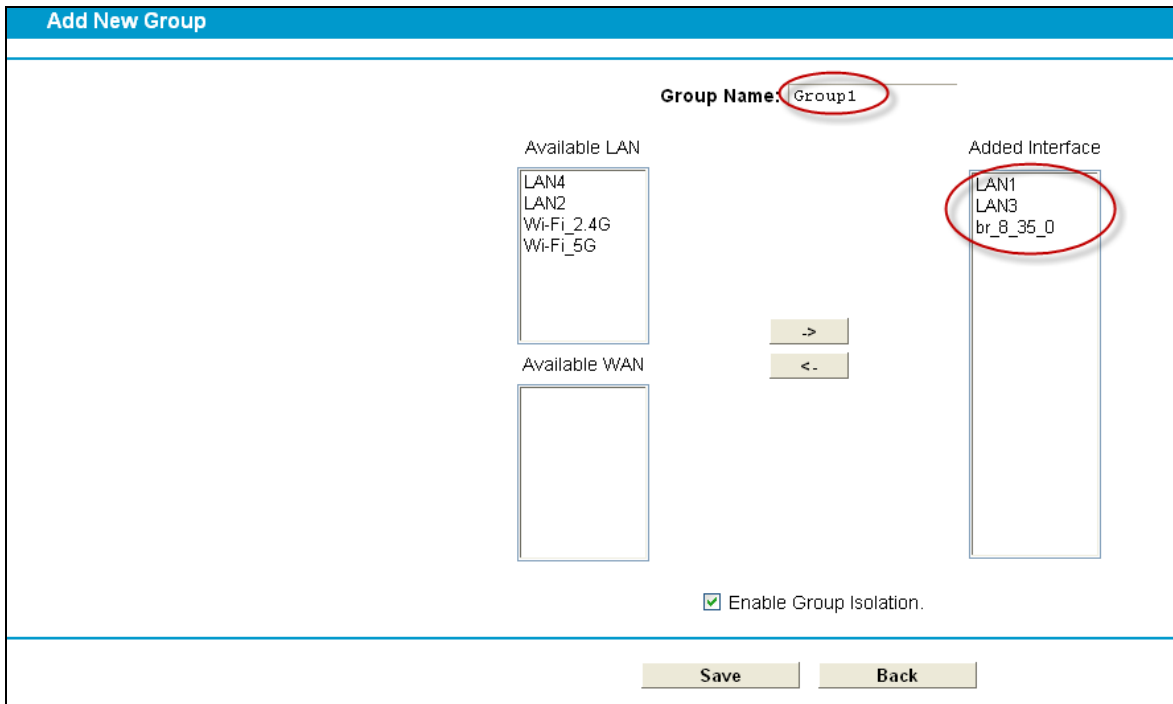 Add New Group
Group Name: Group1
Available LAN
LAN4
LAN2
Wi-Fi_2.4G
Wi-Fi_5G
Available WAN
->
<-
Added Interface
LAN1
LAN3
br_8_35_0
Enable Group Isolation.
Save
Back